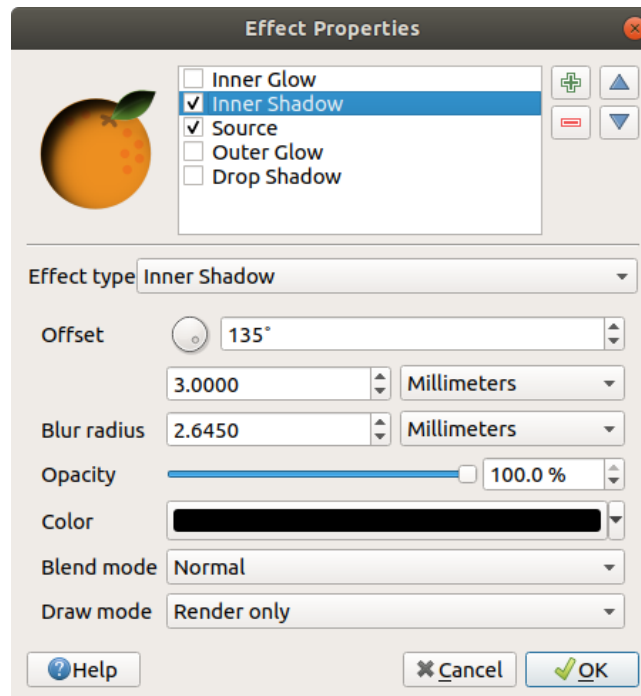 Effect Properties
Inner Glow
Inner Shadow
Source
Outer Glow
Drop Shadow
Effect type Inner Shadow
Offset 135°
3.0000 Millimeters
Blur radius 2.6450 Millimeters
Opacity 100.0 %
Color
Blend mode Normal
Draw mode Render only
Help Cancel OK